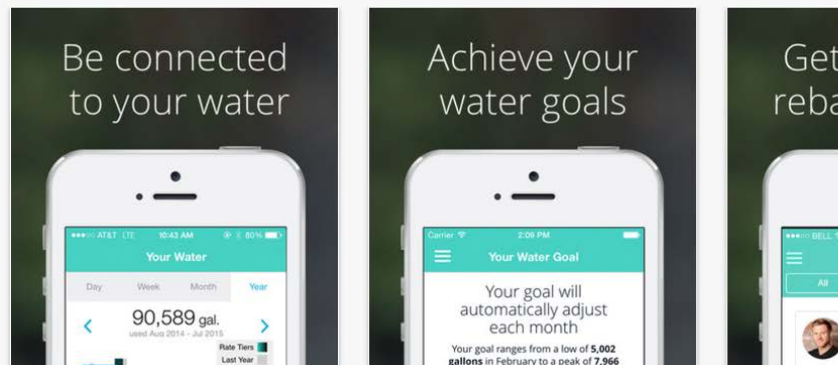 Be connected
to your water
AT&T LTE 10:43 AM 80%
Your Water
Day Week Month Year
90,589 gal.
used Aug 2014 - Jul 2015
Rate Tiers
Last Year
Achieve your
water goals
Carrier 2:09 PM
Your Water Goal
Your goal will
automatically adjust
each month
Your goal ranges from a low of 5,002
gallons in February to a peak of 7,966
Get
reba
BELL
All